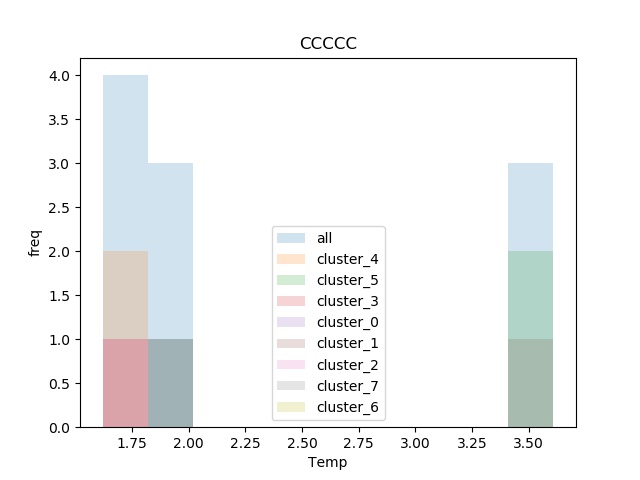 CCCCC
freq
4.0
3.5
3.0
2.5
2.0
1.5
1.0
0.5
0.0
all
cluster_4
cluster_5
cluster_3
cluster_0
cluster_1
cluster_2
cluster_7
cluster_6
1.75 2.00 2.25 2.50 2.75 3.00 3.25 3.50
Temp